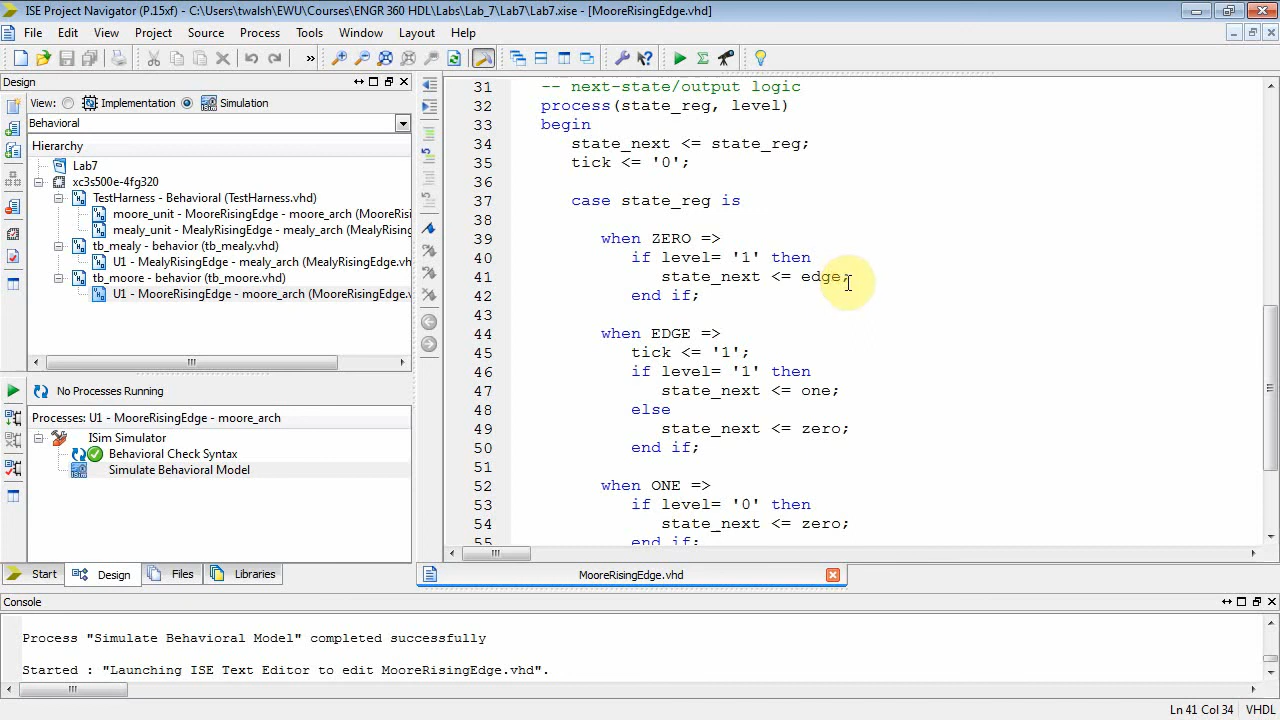 ISE Project Navigator (P.15xf) - C:\Users\twalsh\EWU\Courses\ENGR 360 HDL\Labs\Lab_7\Lab7\Lab7.xise - [MooreRisingEdge.vhd]
File Edit View Project Source Process Tools Window Layout Help
»
Design
View: Implementation Simulation
Behavioral
Hierarchy
Lab7
xc3s500e-4fg320
TestHarness - Behavioral (TestHarness.vhd)
moore_unit - MooreRisingEdge - moore_arch (MooreRisi
mealy_unit - MealyRisingEdge - mealy_arch (MealyRisin
tb_mealy - behavior (tb_mealy.vhd)
U1 - MealyRisingEdge - mealy_arch (MealyRisingEdge.v
tb_moore - behavior (tb_moore.vhd)
U1 - MooreRisingEdge - moore_arch (MooreRisingEdge.v
No Processes Running
Processes: U1 - MooreRisingEdge - moore_arch
ISim Simulator
Behavioral Check Syntax
Simulate Behavioral Model
Start Design Files Libraries
31 -- next-state/output logic
32 process(state_reg, level)
33 begin
34 state_next <= state_reg;
35 tick <= '0';
36
37 case state_reg is
38
39 when ZERO =>
40 if level= '1' then
41 state_next <= edge;
42 end if;
43
44 when EDGE =>
45 tick <= '1';
46 if level= '1' then
47 state_next <= one;
48 else
49 state_next <= zero;
50 end if;
51
52 when ONE =>
53 if level= '0' then
54 state_next <= zero;
55 end if;
MooreRisingEdge.vhd
Console
Process "Simulate Behavioral Model" completed successfully
Started : "Launching ISE Text Editor to edit MooreRisingEdge.vhd".
Ln 41 Col 34 VHDL